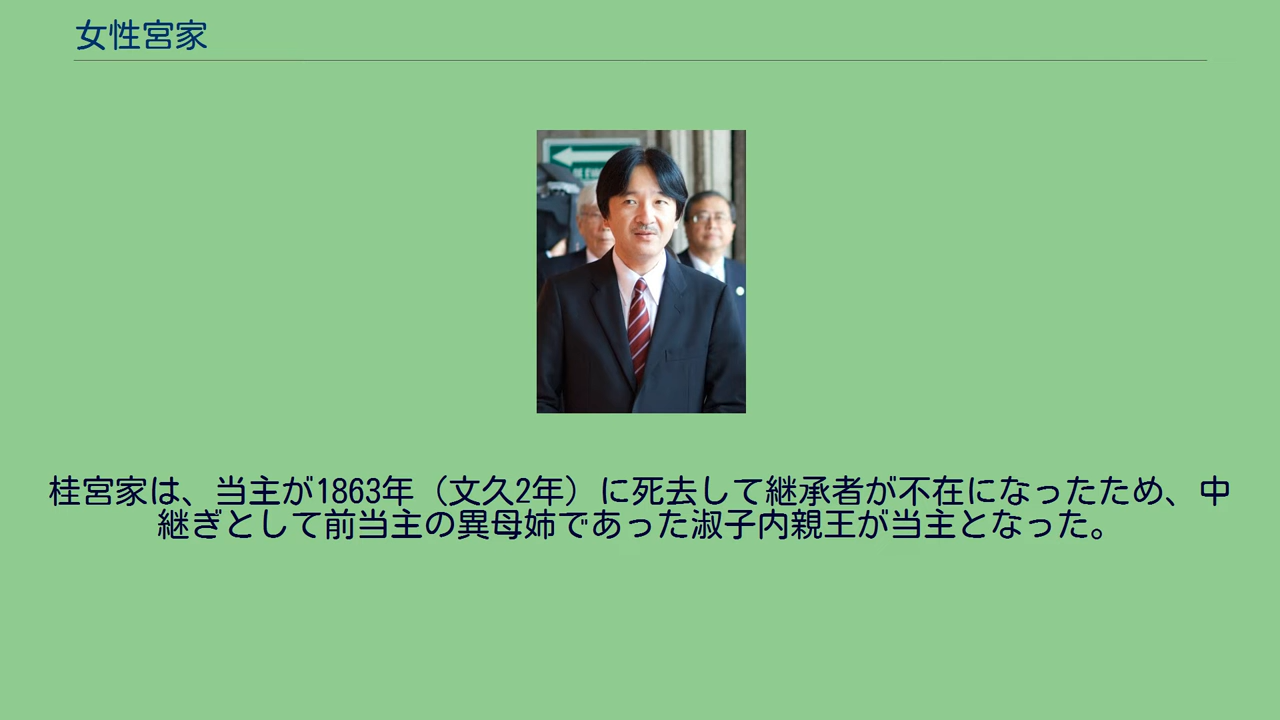 女性宮家
桂宮家は、当主が1863年（文久2年）に死去して継承者が不在になったため、中
継ぎとして前当主の異母姉であった淑子内親王が当主となった。